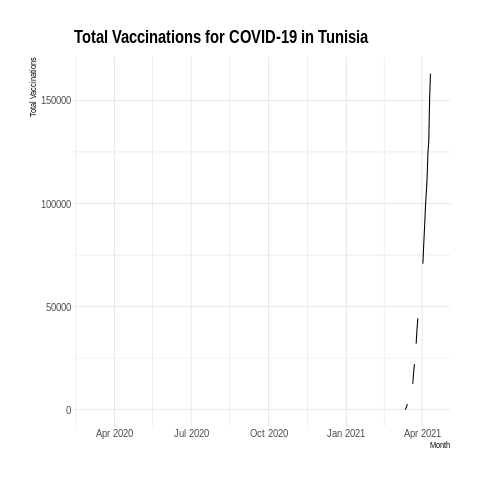 Total Vaccinations for COVID-19 in Tunisia
Total Vaccinations
150000
100000
50000
0
Apr 2020 Jul 2020 Oct 2020 Jan 2021 Apr 2021
Month